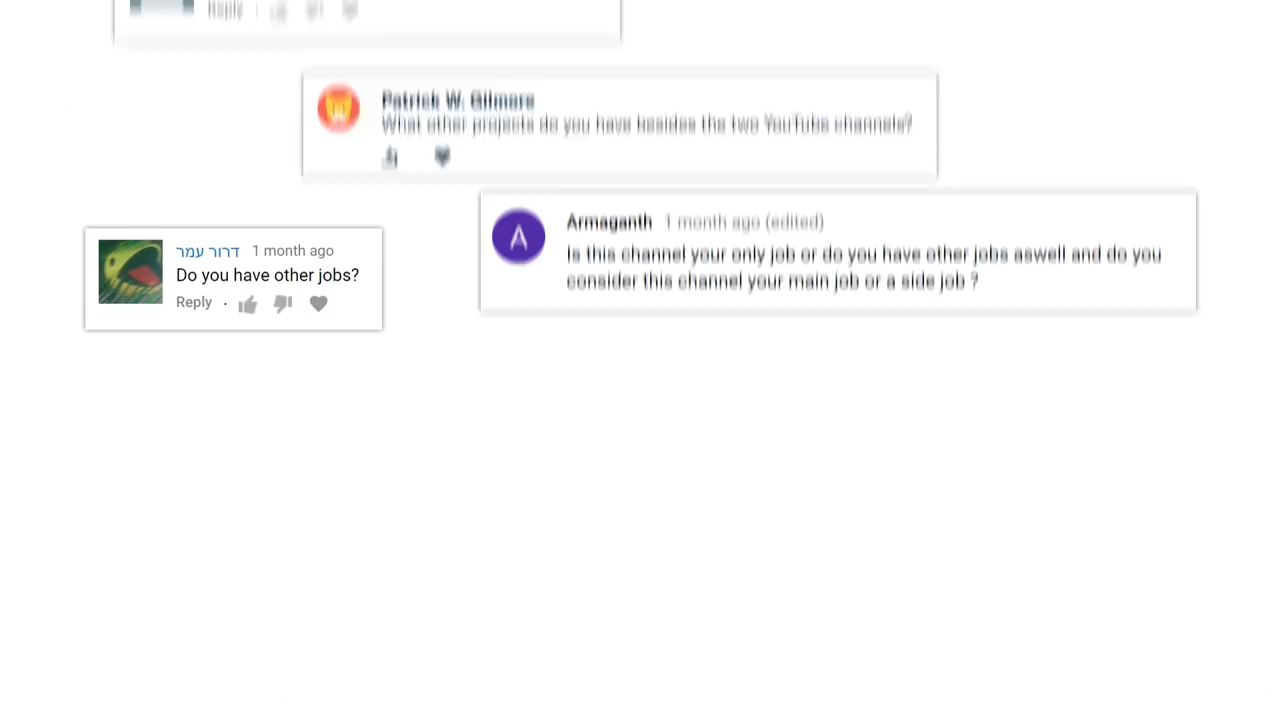 Reply
Patrick W. Gilmore
What other projects do you have besides the two YouTube channels?
Armaganth 1 month ago (edited)
Is this channel your only job or do you have other jobs aswell and do you
consider this channel your main job or a side job ?
דרור עמר 1 month ago
Do you have other jobs?
Reply ·
A